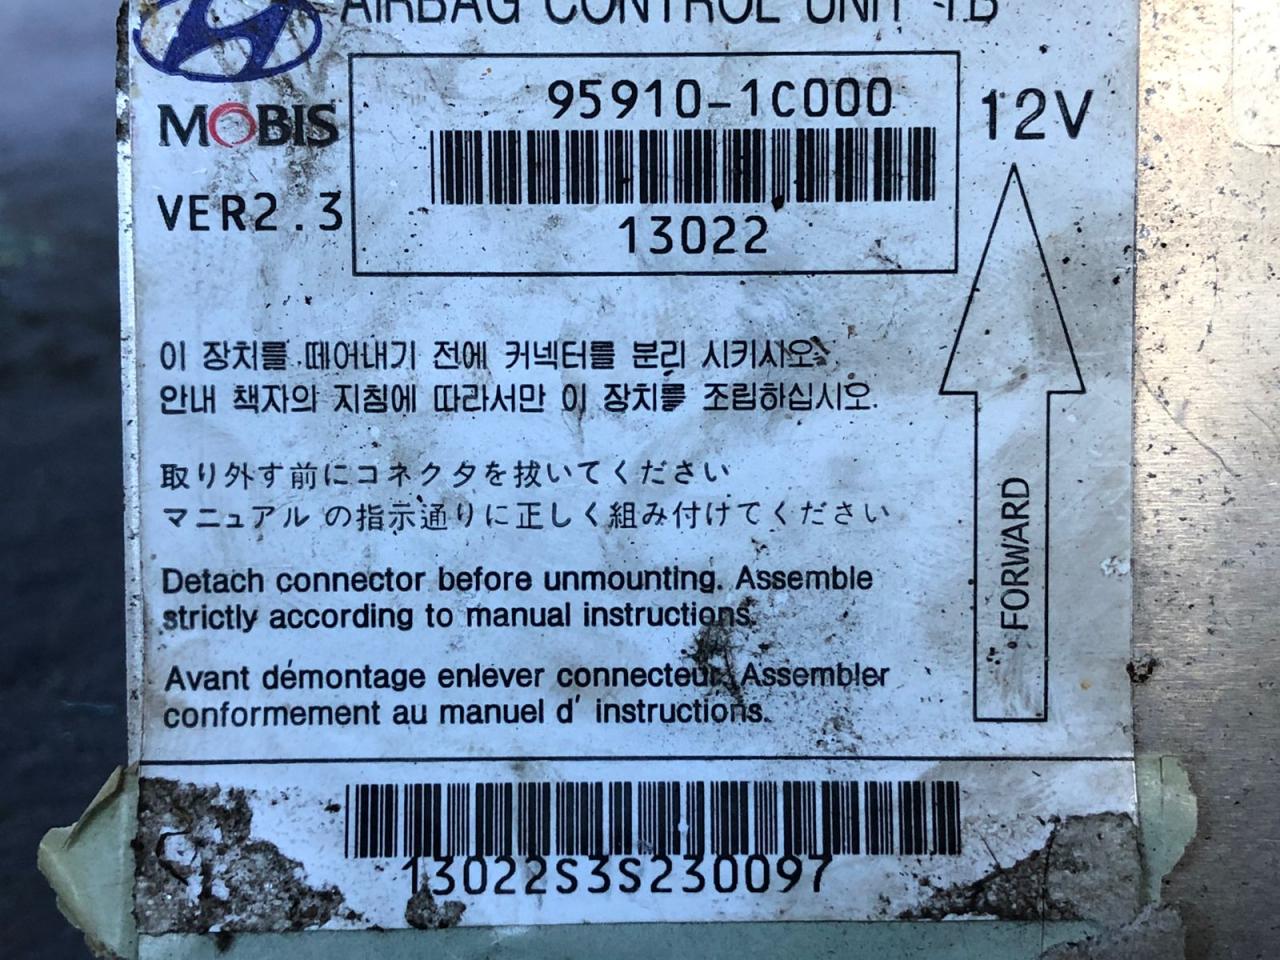 AIRBAG CONTROL UNIT TB
MOBIS
95910-1C000
12V
VER2.3
13022
이 장치를 떼어내기 전에 커넥터를 분리 시키시오.
안내 책자의 지침에 따라서만 이 장치를 조립하십시오.
取り外す前にコネクタを抜いてください
マニュアルの指示通りに正しく組み付けてください
Detach connector before unmounting. Assemble
strictly according to manual instructions.
Avant démontage enlever connecteur. Assembler
conformement au manuel d' instructions.
FORWARD
13022S3S230097